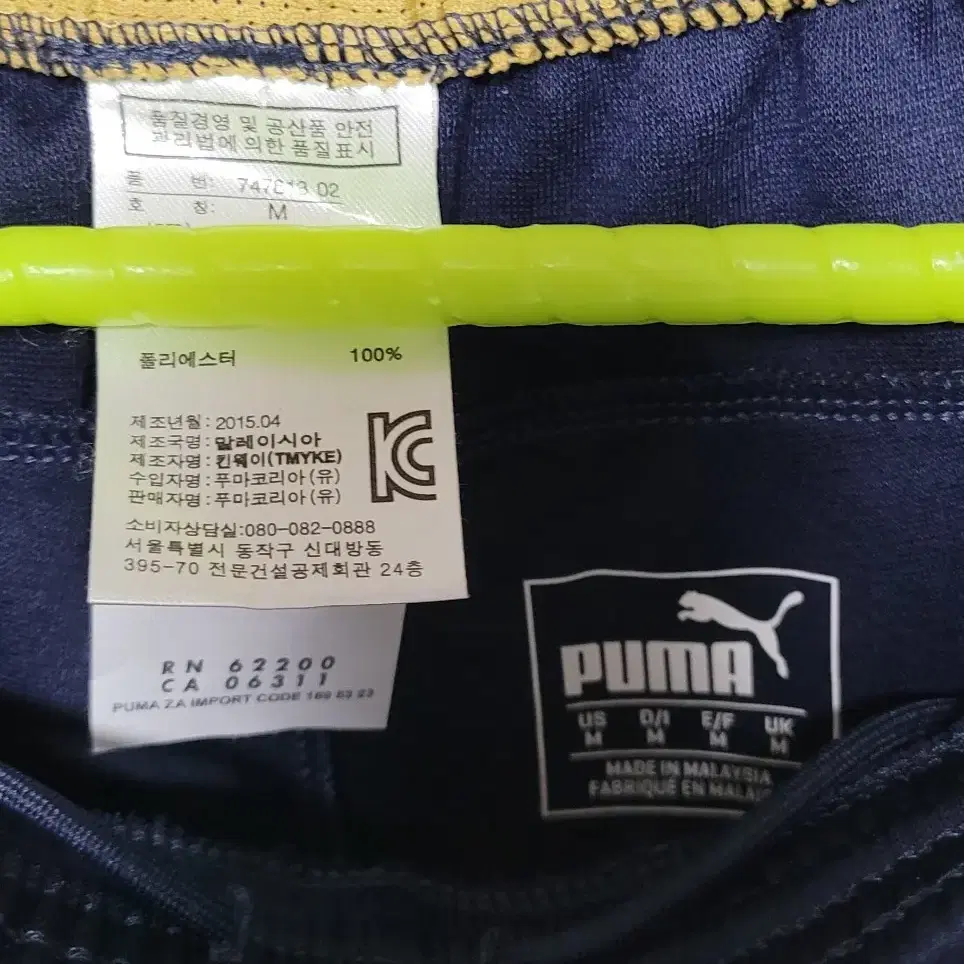 품질경영 및 공산품 안전
관리법에 의한 품질표시
품 번: 747613 02
호 칭: M
폴리에스터 100%
제조년월: 2015.04
제조국명: 말레이시아
제조자명: 킨웨이(TMYKE)
수입자명: 푸마코리아(유)
판매자명: 푸마코리아(유)
소비자상담실:080-082-0888
서울특별시 동작구 신대방동
395-70 전문건설공제회관 24층
RN 62200
CA 06311
PUMA ZA IMPORT CODE 169 83 23
PUMA
US D/I E/F UK
M M M M
MADE IN MALAYSIA
FABRIQUÉ EN